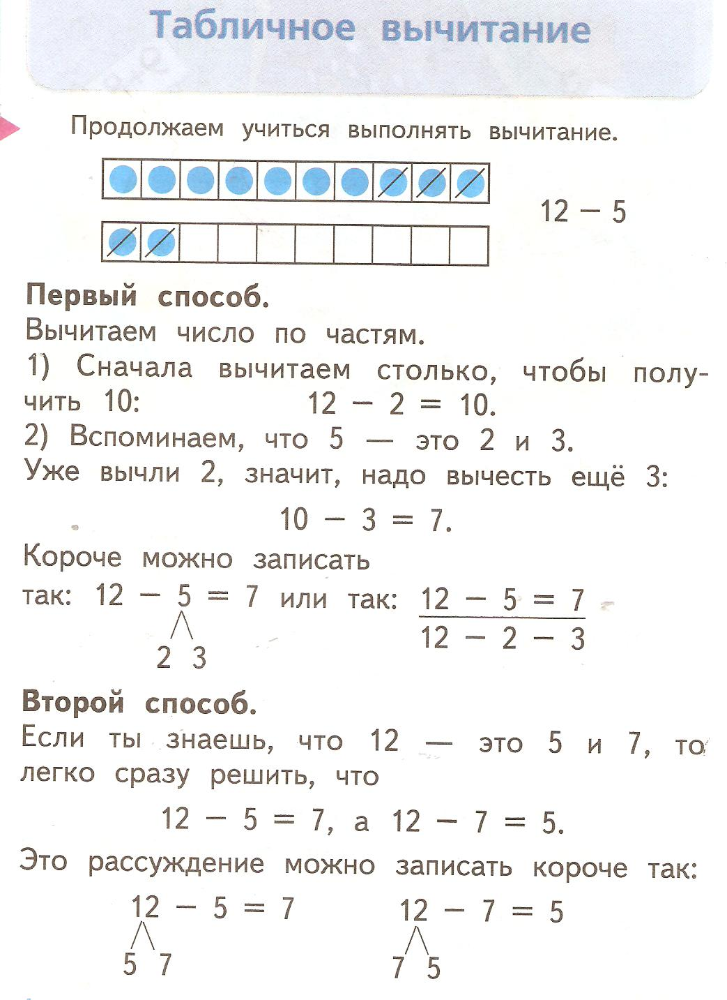 Табличное вычитание
Продолжаем учиться выполнять вычитание.
12 − 5
Первый способ.
Вычитаем число по частям.
1) Сначала вычитаем столько, чтобы полу-
чить 10: 12 − 2 = 10.
2) Вспоминаем, что 5 — это 2 и 3.
Уже вычли 2, значит, надо вычесть ещё 3:
10 − 3 = 7.
Короче можно записать
так: 12 − 5 = 7 или так: 12 − 5 = 7
12 − 2 − 3
2 3
Второй способ.
Если ты знаешь, что 12 — это 5 и 7, то
легко сразу решить, что
12 − 5 = 7, а 12 − 7 = 5.
Это рассуждение можно записать короче так:
12 − 5 = 7 12 − 7 = 5
5 7 7 5